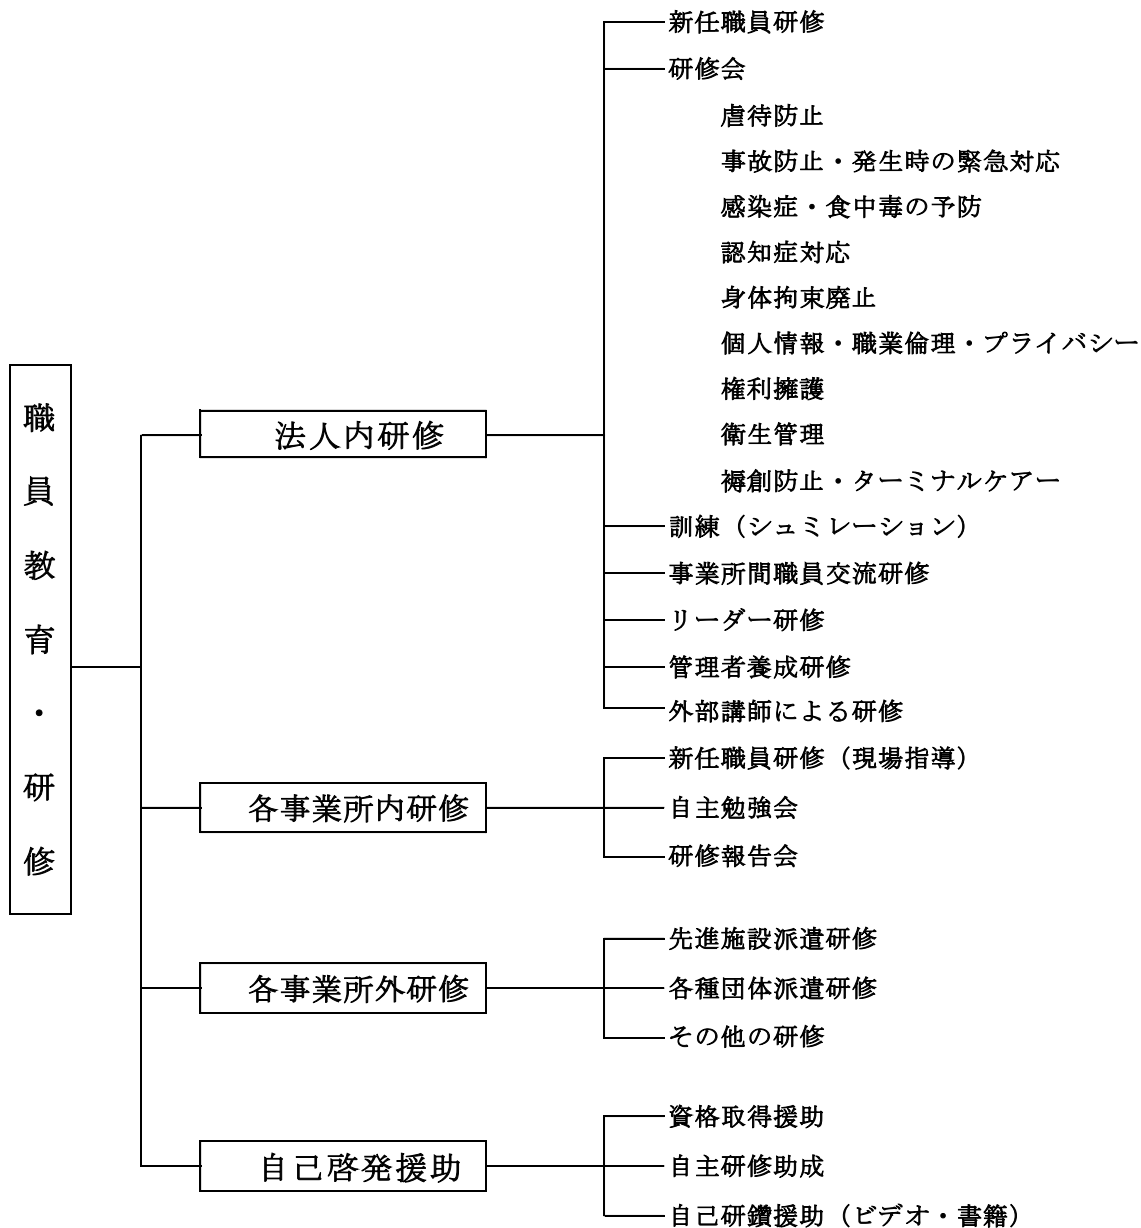 職員教育・研修
法人内研修
新任職員研修
研修会
虐待防止
事故防止・発生時の緊急対応
感染症・食中毒の予防
認知症対応
身体拘束廃止
個人情報・職業倫理・プライバシー
権利擁護
衛生管理
褥創防止・ターミナルケアー
訓練（シュミレーション）
事業所間職員交流研修
リーダー研修
管理者養成研修
外部講師による研修
各事業所内研修
新任職員研修（現場指導）
自主勉強会
研修報告会
各事業所外研修
先進施設派遣研修
各種団体派遣研修
その他の研修
自己啓発援助
資格取得援助
自主研修助成
自己研鑽援助（ビデオ・書籍）